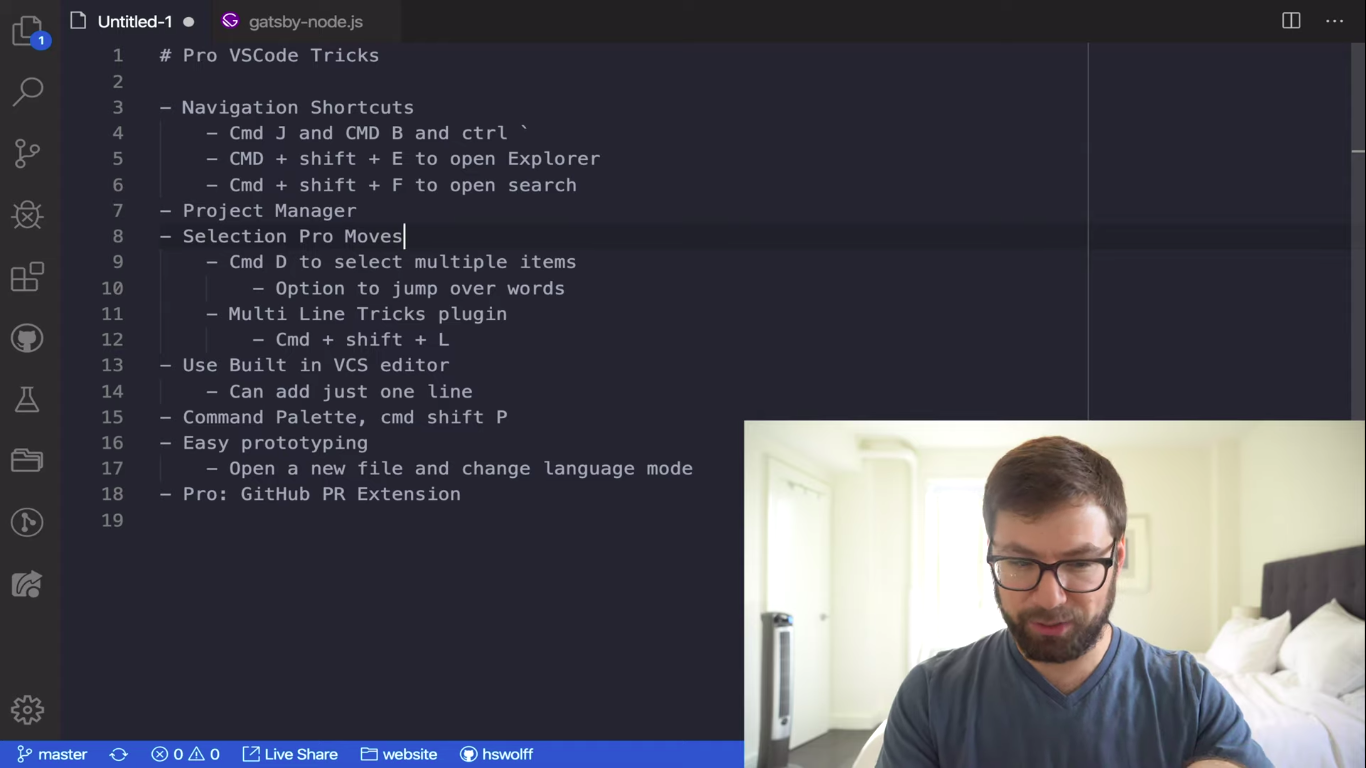 1
Untitled-1
gatsby-node.js
1 # Pro VSCode Tricks
2
3 - Navigation Shortcuts
4 - Cmd J and CMD B and ctrl `
5 - CMD + shift + E to open Explorer
6 - Cmd + shift + F to open search
7 - Project Manager
8 - Selection Pro Moves
9 - Cmd D to select multiple items
10 - Option to jump over words
11 - Multi Line Tricks plugin
12 - Cmd + shift + L
13 - Use Built in VCS editor
14 - Can add just one line
15 - Command Palette, cmd shift P
16 - Easy prototyping
17 - Open a new file and change language mode
18 - Pro: GitHub PR Extension
19
master 0 0 Live Share website hswolff